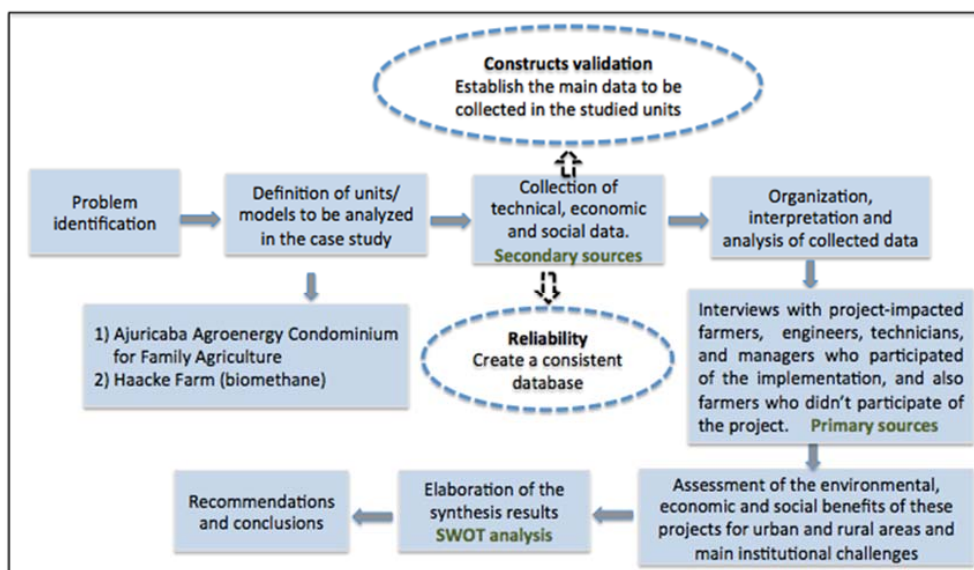 Constructs validation
Establish the main data to be
collected in the studied units
Problem
identification
Definition of units/
models to be analyzed
in the case study
Collection of
technical, economic
and social data.
Secondary sources
Organization,
interpretation and
analysis of collected data
1) Ajuricaba Agroenergy Condominium
for Family Agriculture
2) Haacke Farm (biomethane)
Reliability
Create a consistent
database
Interviews with project-impacted
farmers, engineers, technicians,
and managers who participated
of the implementation, and also
farmers who didn't participate of
the project. Primary sources
Assessment of the environmental,
economic and social benefits of these
projects for urban and rural areas and
main institutional challenges
Elaboration of the
synthesis results
SWOT analysis
Recommendations
and conclusions